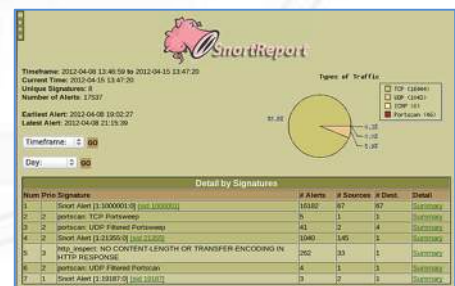 SnortReport
Timeframe: 2012-04-08 13:46:59 to 2012-04-15 13:47:20
Current Time: 2012-04-15 13:47:20
Unique Signatures: 8
Number of Alerts: 17537
Earliest Alert: 2012-04-08 19:02:27
Latest Alert: 2012-04-08 21:15:39
Timeframe: GO
Day: GO
Types of Traffic
TCP
UDP
ICMP
Portscan
Detail by Signatures
Num Prio Signature # Alerts # Sources # Dest. Detail
1 Snort Alert [1:1000001:0] [sid 1000001] 16182 87 87 Summary
2 2 portscan: TCP Portsweep 5 1 1 Summary
3 2 portscan: UDP Filtered Portsweep 41 2 4 Summary
4 2 Snort Alert [1:21355:0] [sid 21355] 1040 145 1 Summary
5 3 http_inspect: NO CONTENT-LENGTH OR TRANSFER-ENCODING IN HTTP RESPONSE 262 33 1 Summary
6 2 portscan: UDP Filtered Portscan 4 1 1 Summary
7 1 Snort Alert [1:19187:0] [sid 19187] 3 2 1 Summary